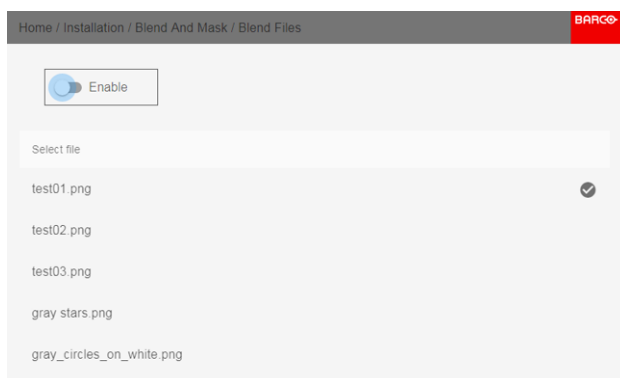 Home / Installation / Blend And Mask / Blend Files
BARCO
Enable
Select file
test01.png
test02.png
test03.png
gray stars.png
gray_circles_on_white.png